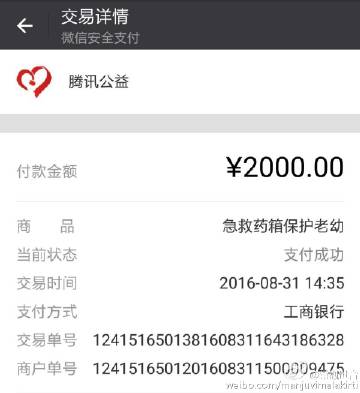 交易详情
微信安全支付
腾讯公益
付款金额 ¥2000.00
商 品 急救药箱保护老幼
当前状态 支付成功
交易时间 2016-08-31 14:35
支付方式 工商银行
交易单号 1241516501381608311643186328
商户单号 1241516501201608311500009475
weibo.com/manjuvimalakirti